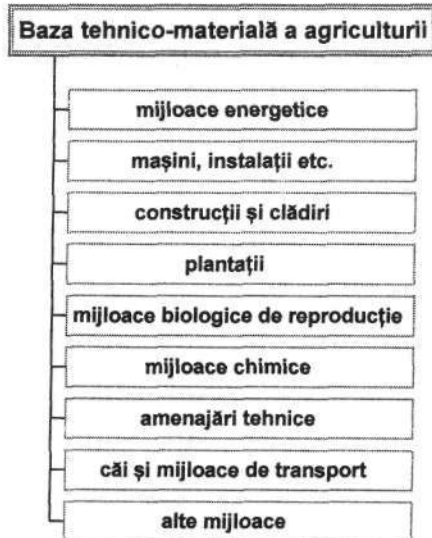 Baza tehnico-materială a agriculturii
mijloace energetice
mașini, instalații etc.
construcții și clădiri
plantații
mijloace biologice de reproducție
mijloace chimice
amenajări tehnice
căi și mijloace de transport
alte mijloace